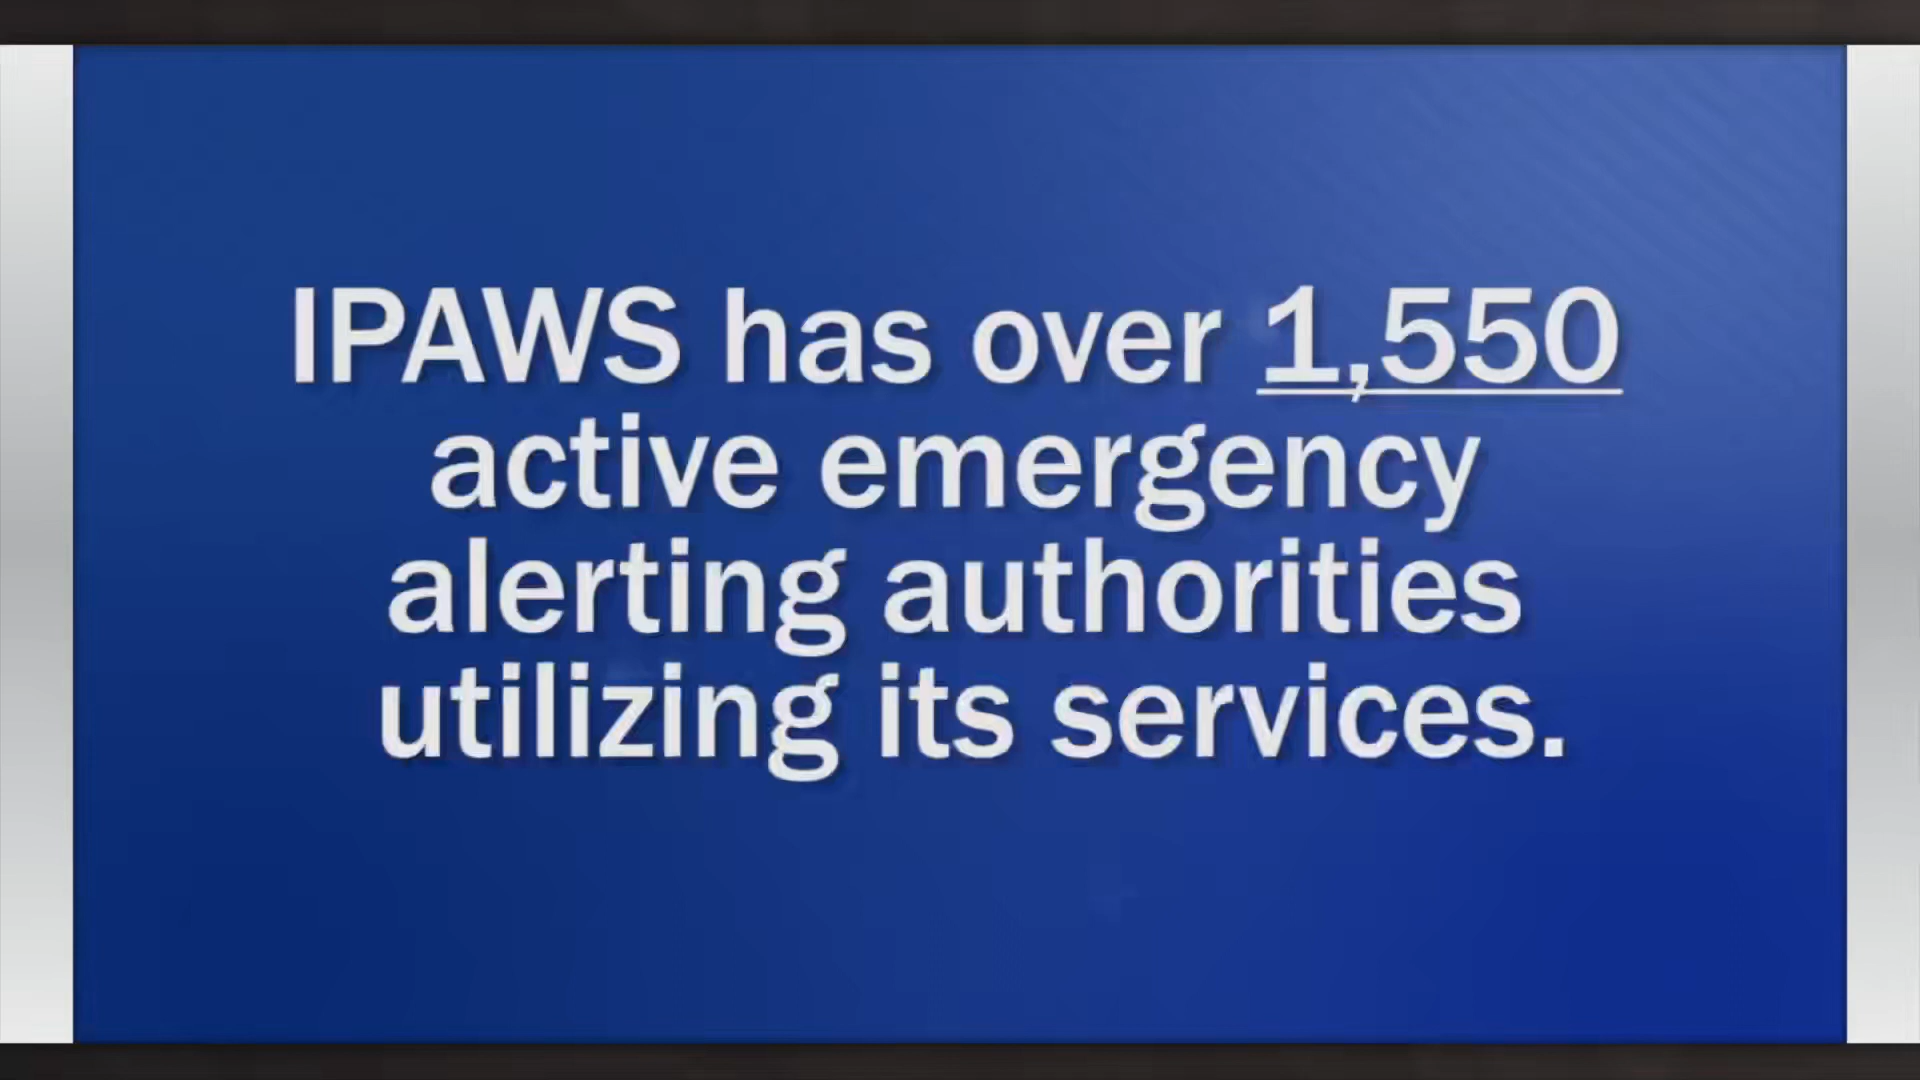 IPAWS has over 1,550
active emergency
alerting authorities
utilizing its services.